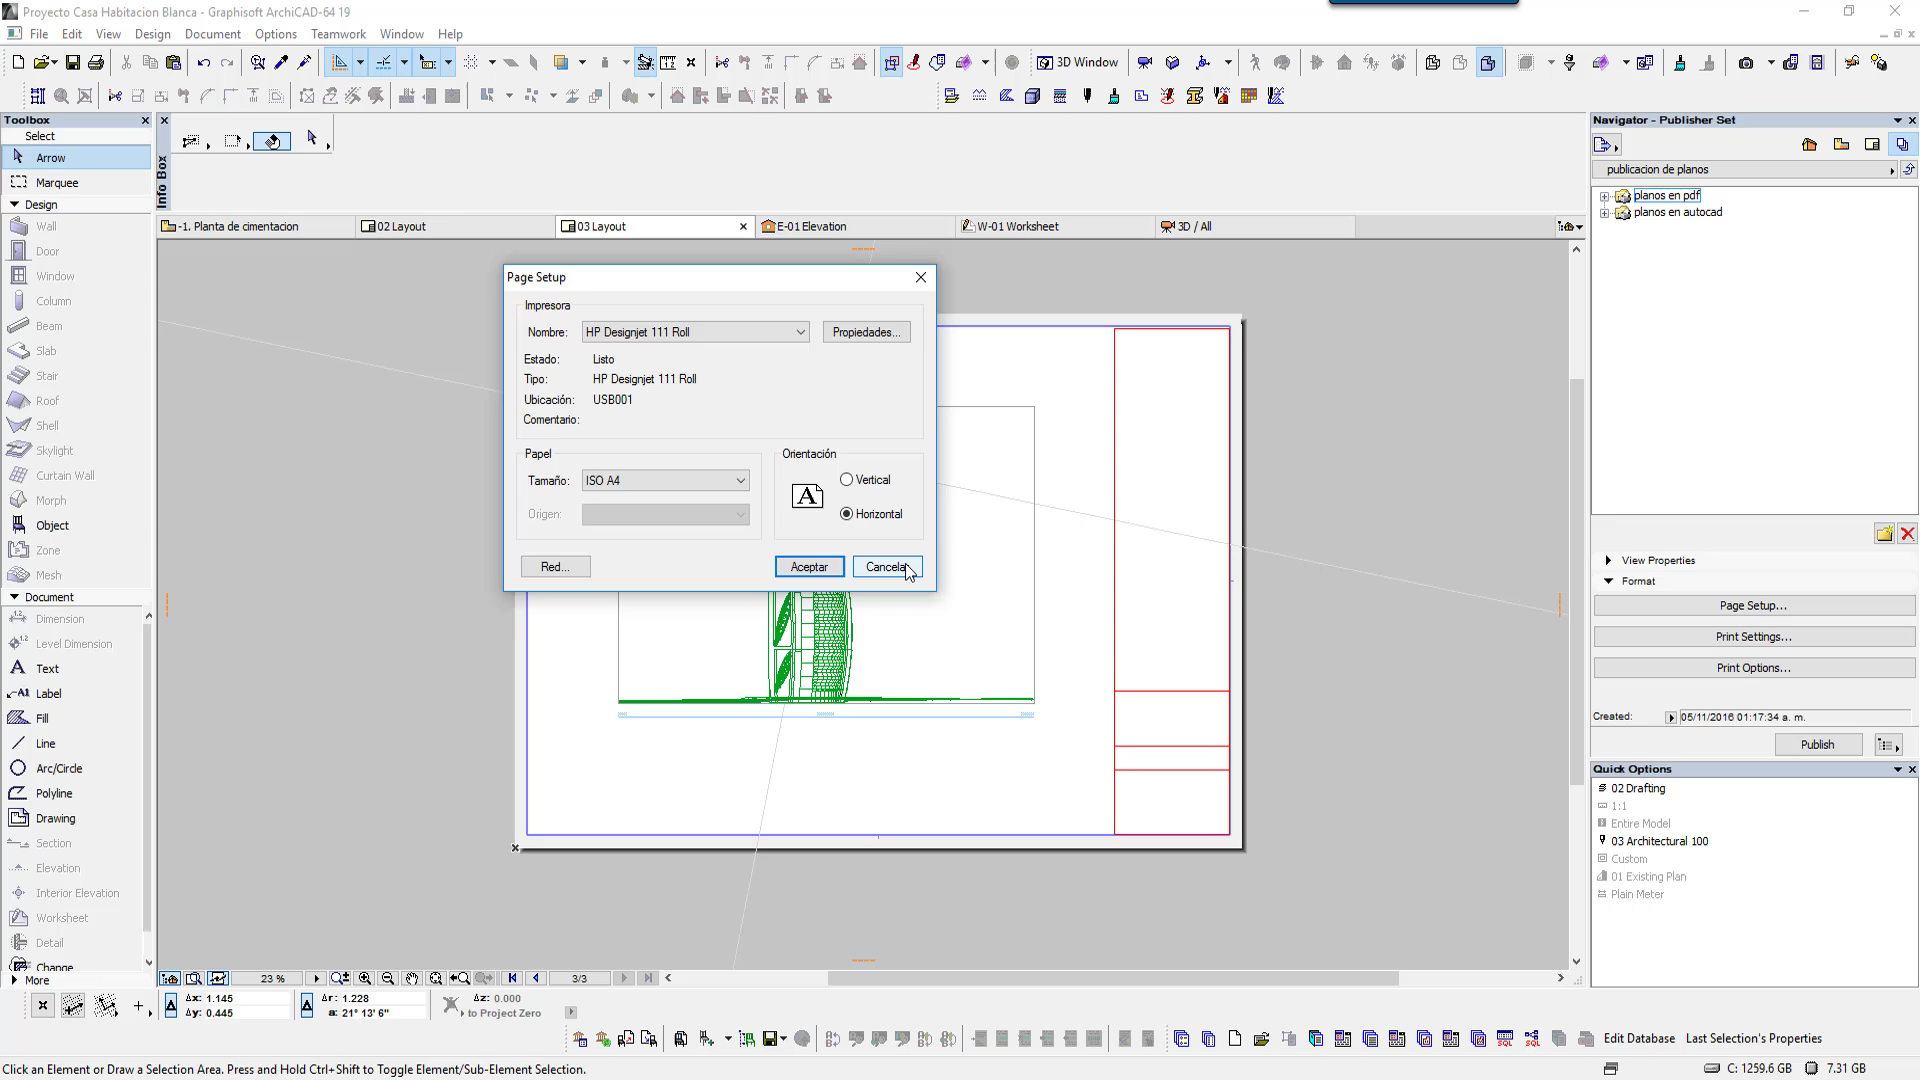 Proyecto Casa Habitacion Blanca - Graphisoft ArchiCAD-64 19
File Edit View Design Document Options Teamwork Window Help
3D Window
Toolbox
Select
Arrow
Marquee
Design
Wall
Door
Window
Column
Beam
Slab
Stair
Roof
Shell
Skylight
Curtain Wall
Morph
Object
Zone
Mesh
Document
Dimension
Level Dimension
Text
Label
Fill
Line
Arc/Circle
Polyline
Drawing
Section
Elevation
Interior Elevation
Worksheet
Detail
Change
More
Info Box
-1. Planta de cimentacion
02 Layout
03 Layout
E-01 Elevation
W-01 Worksheet
3D / All
Page Setup
Impresora
Nombre: HP Designjet 111 Roll Propiedades...
Estado: Listo
Tipo: HP Designjet 111 Roll
Ubicación: USB001
Comentario:
Papel
Tamaño: ISO A4
Origen:
Orientación
Vertical
Horizontal
Red... Aceptar Cancelar
Navigator - Publisher Set
publicacion de planos
planos en pdf
planos en autocad
View Properties
Format
Page Setup...
Print Settings...
Print Options...
Created: 05/11/2016 01:17:34 a. m.
Publish
Quick Options
02 Drafting
1:1
Entire Model
03 Architectural 100
Custom
01 Existing Plan
Plain Meter
23 % 3/3
Δx: 1.145
Δy: 0.445
Δr: 1.228
a: 21° 13' 6"
Δz: 0.000
to Project Zero
Edit Database Last Selection's Properties
Click an Element or Draw a Selection Area. Press and Hold Ctrl+Shift to Toggle Element/Sub-Element Selection.
C: 1259.6 GB 7.31 GB